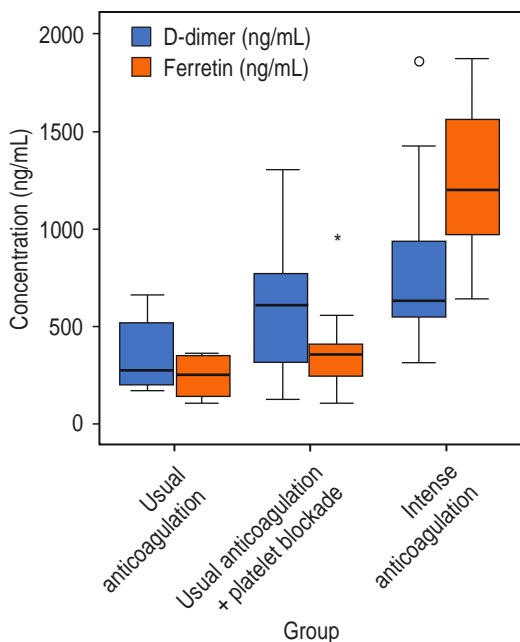 2000
1500
1000
500
0
Concentration (ng/mL)
D-dimer (ng/mL)
Ferretin (ng/mL)
*
Usual
anticoagulation
Usual anticoagulation
+ platelet blockade
Intense
anticoagulation
Group